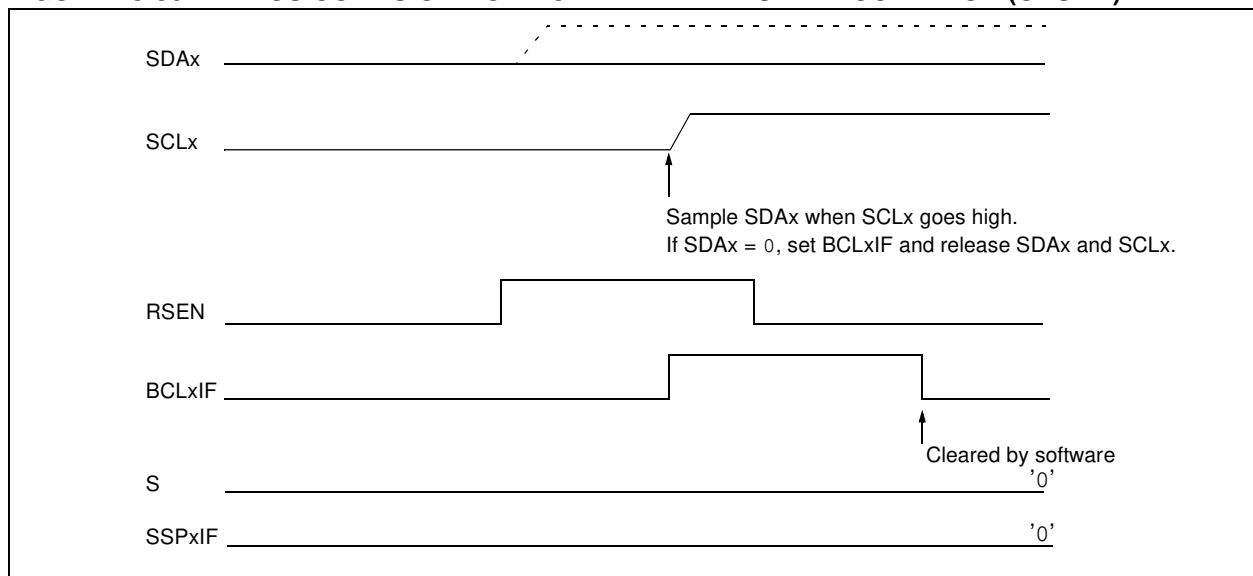 SDAx
SCLx
Sample SDAx when SCLx goes high.
If SDAx = 0, set BCLxIF and release SDAx and SCLx.
RSEN
BCLxIF
Cleared by software
S
'0'
SSPxIF
'0'